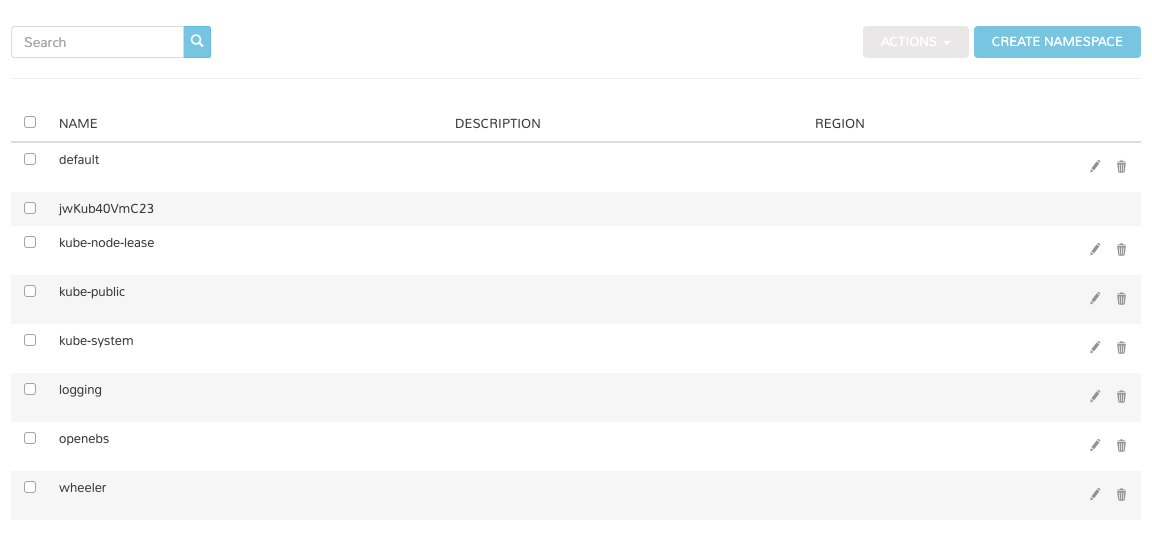 Search
ACTIONS CREATE NAMESPACE
NAME DESCRIPTION REGION
default
jwKub40VmC23
kube-node-lease
kube-public
kube-system
logging
openebs
wheeler